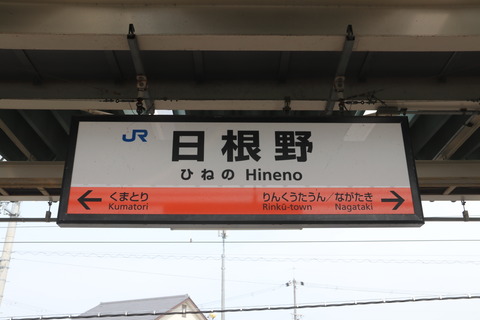 JR
日根野
ひねの Hineno
← くまとり りんくうたうん／ながたき →
Kumatori Rinkū-town Nagataki